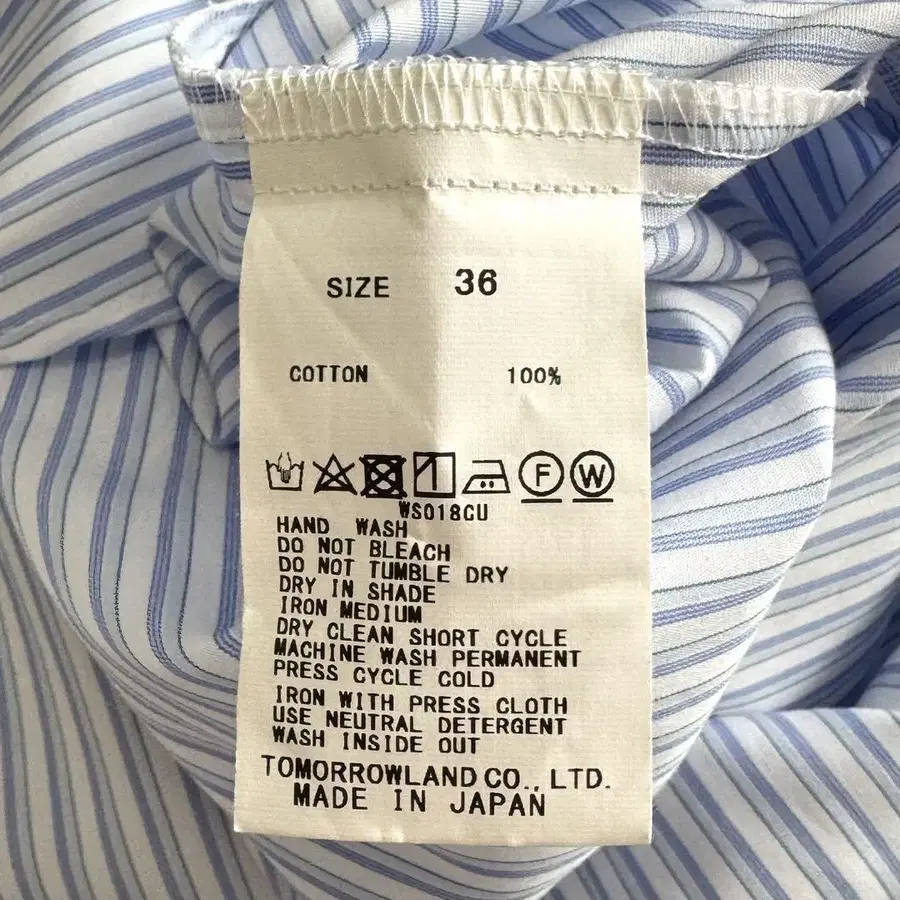 SIZE 36
COTTON 100%
F W
WS018CU
HAND WASH
DO NOT BLEACH
DO NOT TUMBLE DRY
DRY IN SHADE
IRON MEDIUM
DRY CLEAN SHORT CYCLE
MACHINE WASH PERMANENT
PRESS CYCLE COLD
IRON WITH PRESS CLOTH
USE NEUTRAL DETERGENT
WASH INSIDE OUT
TOMORROWLAND CO., LTD.
MADE IN JAPAN